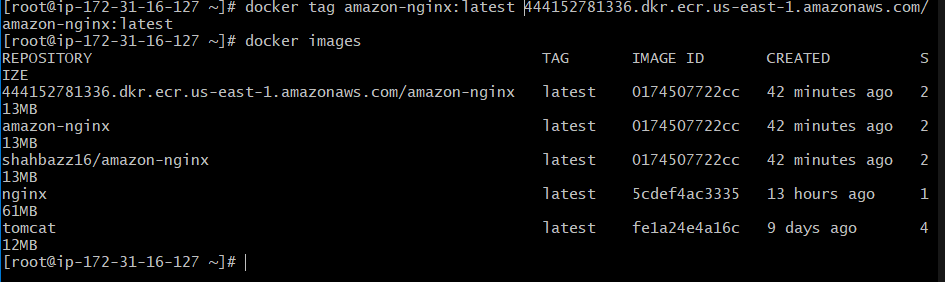 [root@ip-172-31-16-127 ~]# docker tag amazon-nginx:latest 444152781336.dkr.ecr.us-east-1.amazonaws.com/
amazon-nginx:latest
[root@ip-172-31-16-127 ~]# docker images
REPOSITORY TAG IMAGE ID CREATED S
IZE
444152781336.dkr.ecr.us-east-1.amazonaws.com/amazon-nginx latest 0174507722cc 42 minutes ago 2
13MB
amazon-nginx latest 0174507722cc 42 minutes ago 2
13MB
shahbazz16/amazon-nginx latest 0174507722cc 42 minutes ago 2
13MB
nginx latest 5cdef4ac3335 13 hours ago 1
61MB
tomcat latest fe1a24e4a16c 9 days ago 4
12MB
[root@ip-172-31-16-127 ~]#